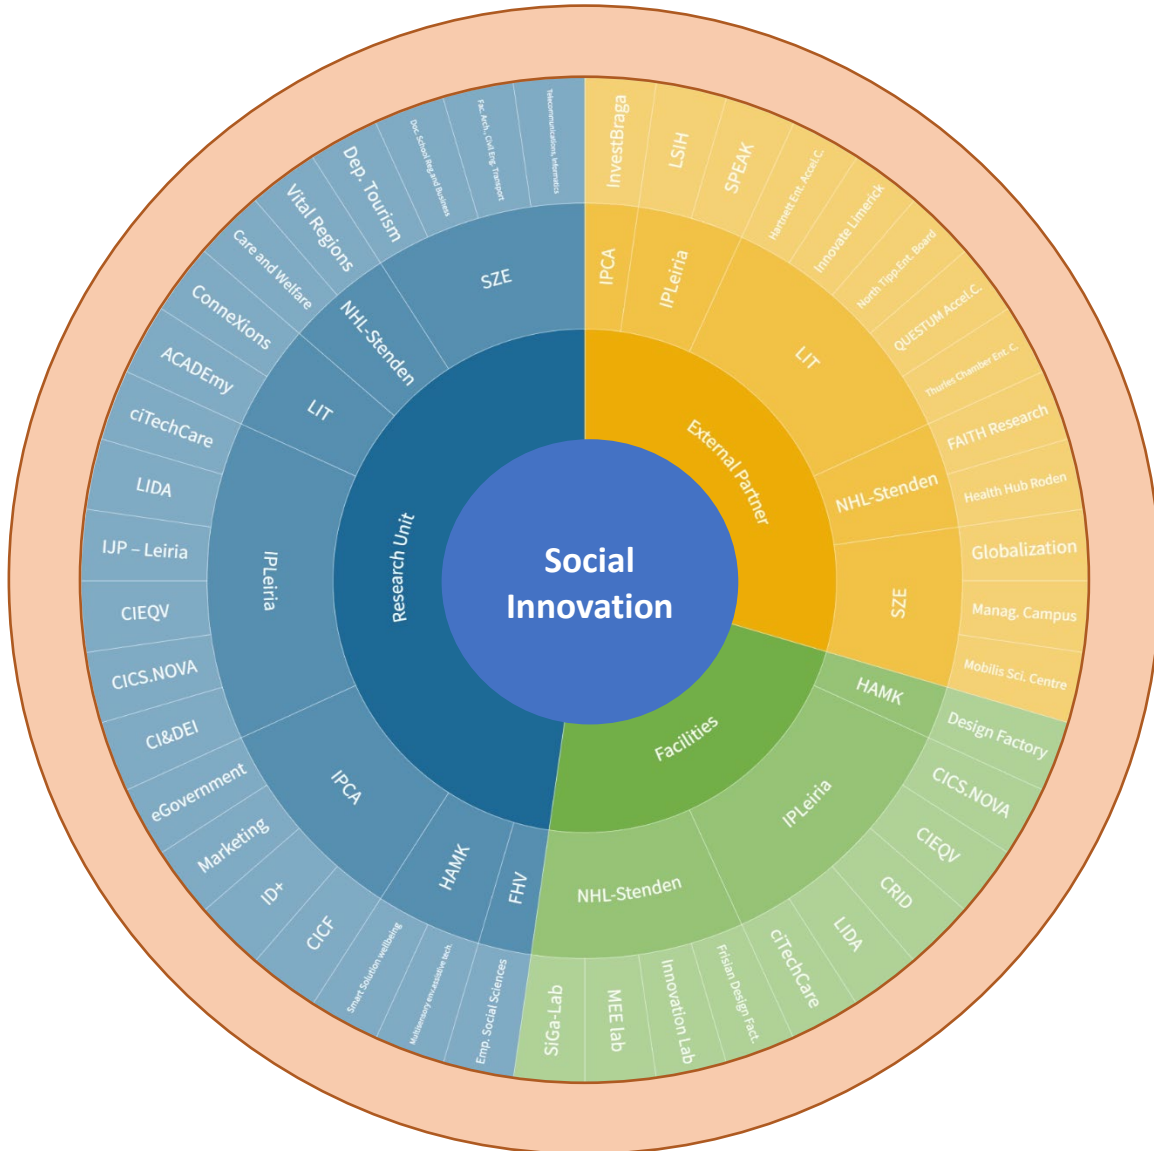 Social
Innovation
External Partner
IPCA
InvestBraga
IPLeiria
LSIH
SPEAK
LIT
Hartnett Ent. Accel.C.
Innovate Limerick
North Tipp.Ent. Board
QUESTUM Accel.C.
Thurles Chamber Ent. C.
NHL-Stenden
FAITH Research
Health Hub Roden
SZE
Globalization
Manag. Campus
Mobilis Sci. Centre
Facilities
HAMK
Design Factory
IPLeiria
CICS.NOVA
CIEQV
CRID
LIDA
ciTechCare
NHL-Stenden
Frisian Design Fact.
Innovation Lab
MEE lab
SiGa-Lab
Research Unit
FHV
Emp. Social Sciences
HAMK
Multisensory env.assistive tech.
Smart Solution wellbeing
IPCA
CICF
ID+
Marketing
eGovernment
IPLeiria
CI&DEI
CICS.NOVA
CIEQV
IJP – Leiria
LIDA
ciTechCare
LIT
ACADEmy
ConneXions
NHL-Stenden
Care and Welfare
Vital Regions
SZE
Dep. Tourism
Doc. School Reg.and Business
Fac. Arch., Civil Eng. Transport
Telecommunications, Informatics